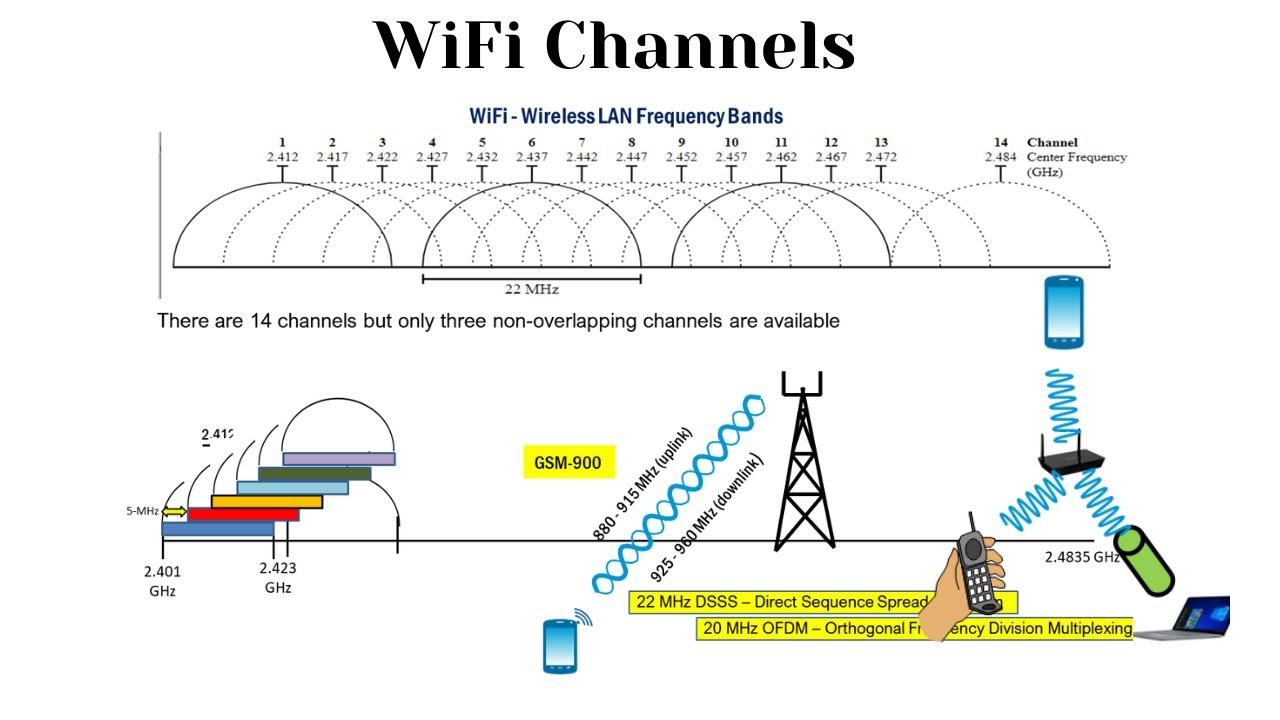 WiFi Channels
WiFi - Wireless LAN Frequency Bands
1 2 3 4 5 6 7 8 9 10 11 12 13 14 Channel
2.412 2.417 2.422 2.427 2.432 2.437 2.442 2.447 2.452 2.457 2.462 2.467 2.472 2.484 Center Frequency
(GHz)
22 MHz
There are 14 channels but only three non-overlapping channels are available
GSM-900
880 - 915 MHz (uplink)
925 - 960 MHz (downlink)
5-MHz
2.401
GHz
2.423
GHz
2.4835 GHz
22 MHz DSSS – Direct Sequence Spread
20 MHz OFDM – Orthogonal Division Multiplexing